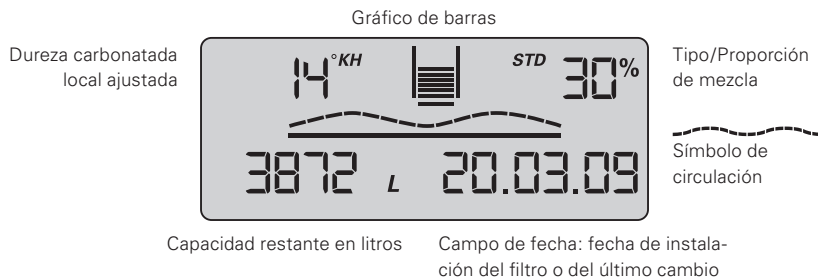 Gráfico de barras
Dureza carbonatada
local ajustada
14°KH
STD 30%
Tipo/Proporción
de mezcla
Símbolo de
circulación
3872 L 20.03.09
Capacidad restante en litros
Campo de fecha: fecha de instala-
ción del filtro o del último cambio